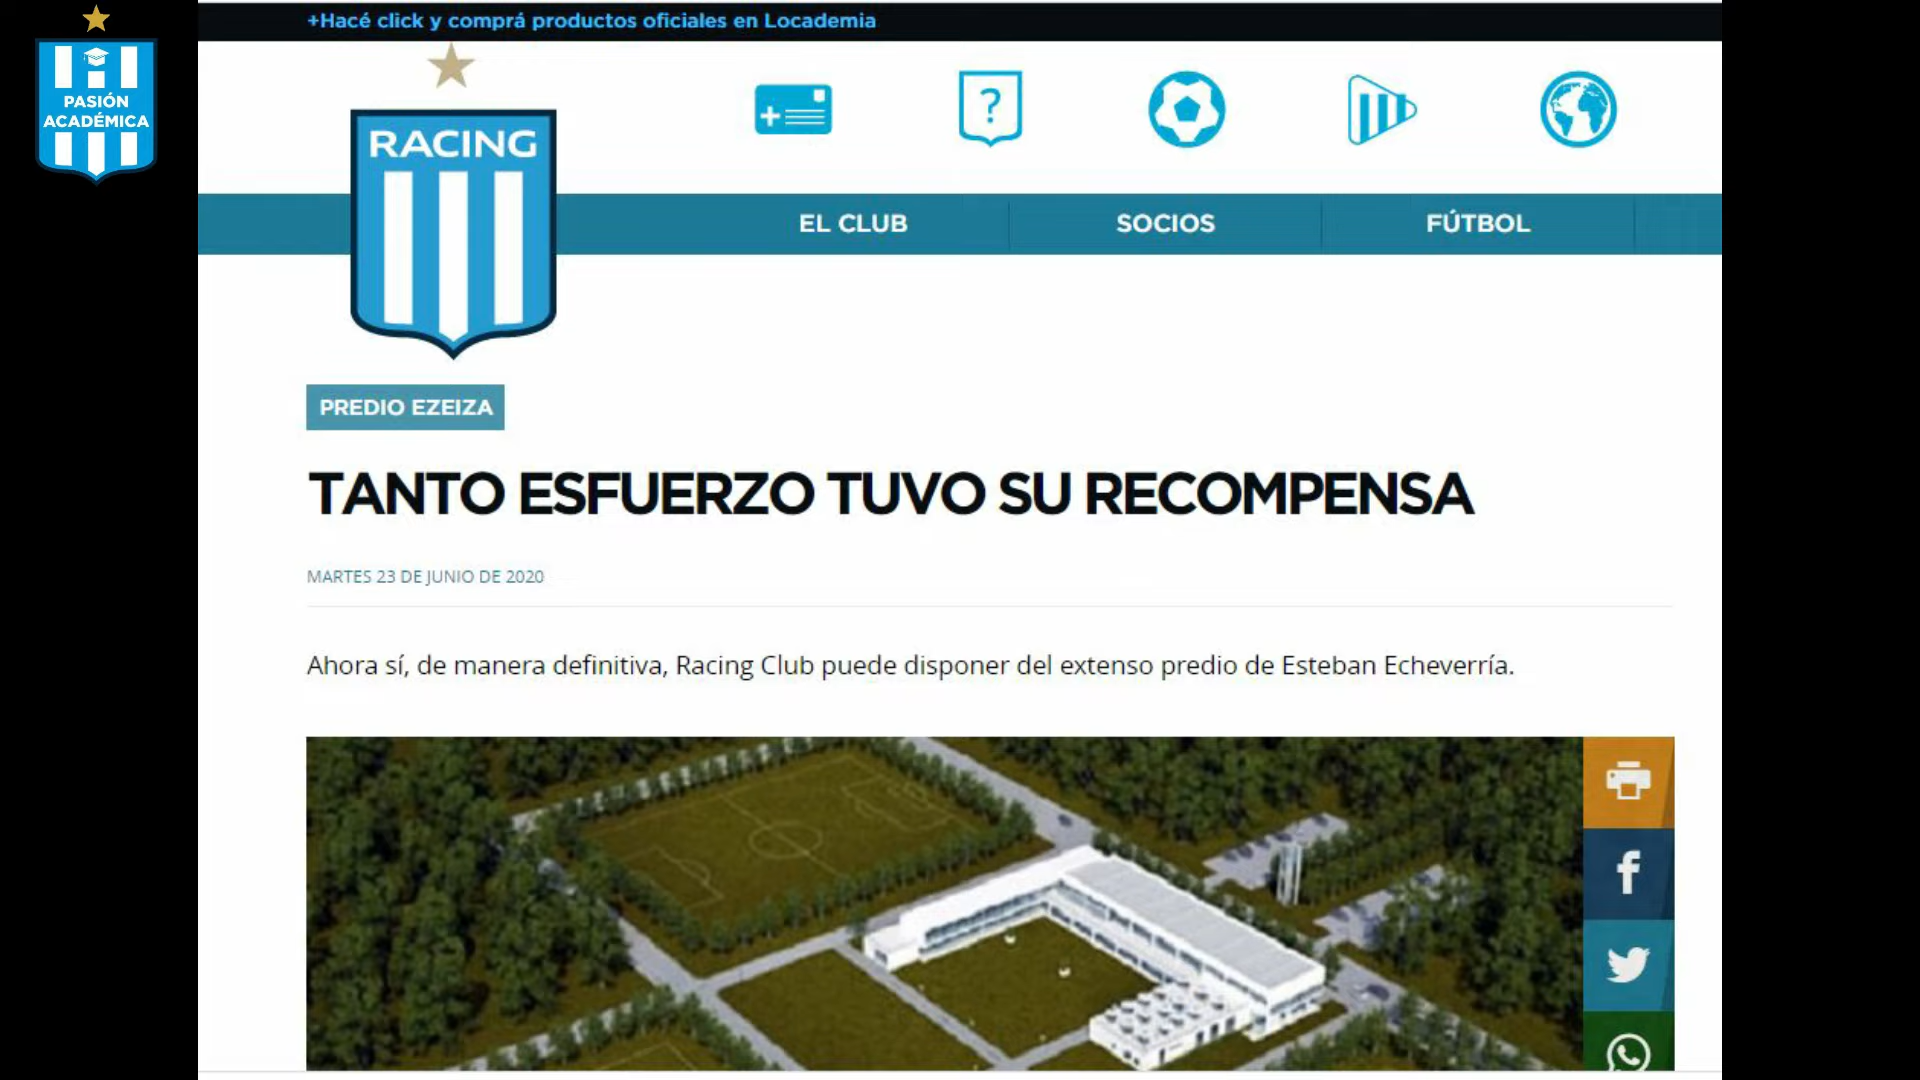 +Hacé click y comprá productos oficiales en Locademia
PASIÓN
ACADÉMICA
RACING
?
EL CLUB
SOCIOS
FÚTBOL
PREDIO EZEIZA
TANTO ESFUERZO TUVO SU RECOMPENSA
MARTES 23 DE JUNIO DE 2020
Ahora sí, de manera definitiva, Racing Club puede disponer del extenso predio de Esteban Echeverría.